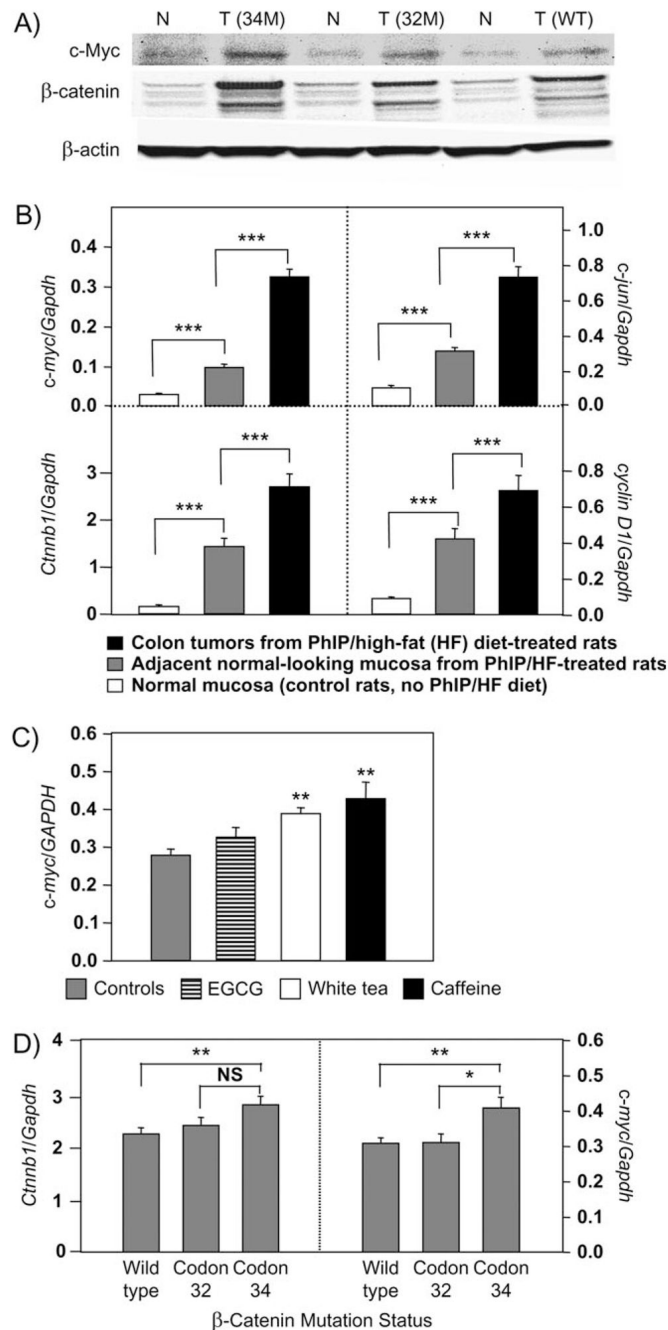 A)
N T (34M) N T (32M) N T (WT)
c-Myc
β-catenin
β-actin
B)
c-myc/Gapdh
0.4
0.3
0.2
0.1
0.0
*** ***
c-jun/Gapdh
1.0
0.8
0.6
0.4
0.2
0.0
*** ***
Ctnnb1/Gapdh
3
2
1
0
*** ***
cyclin D1/Gapdh
0.8
0.6
0.4
0.2
0.0
*** ***
Colon tumors from PhIP/high-fat (HF) diet-treated rats
Adjacent normal-looking mucosa from PhIP/HF-treated rats
Normal mucosa (control rats, no PhIP/HF diet)
C)
c-myc/GAPDH
0.6
0.5
0.4
0.3
0.2
0.1
0.0
** **
Controls EGCG White tea Caffeine
D)
Ctnnb1/Gapdh
4
3
2
1
0
**
NS
c-myc/Gapdh
0.6
0.5
0.4
0.3
0.2
0.1
0.0
**
*
Wild Codon Codon Wild Codon Codon
type 32 34 type 32 34
β-Catenin Mutation Status